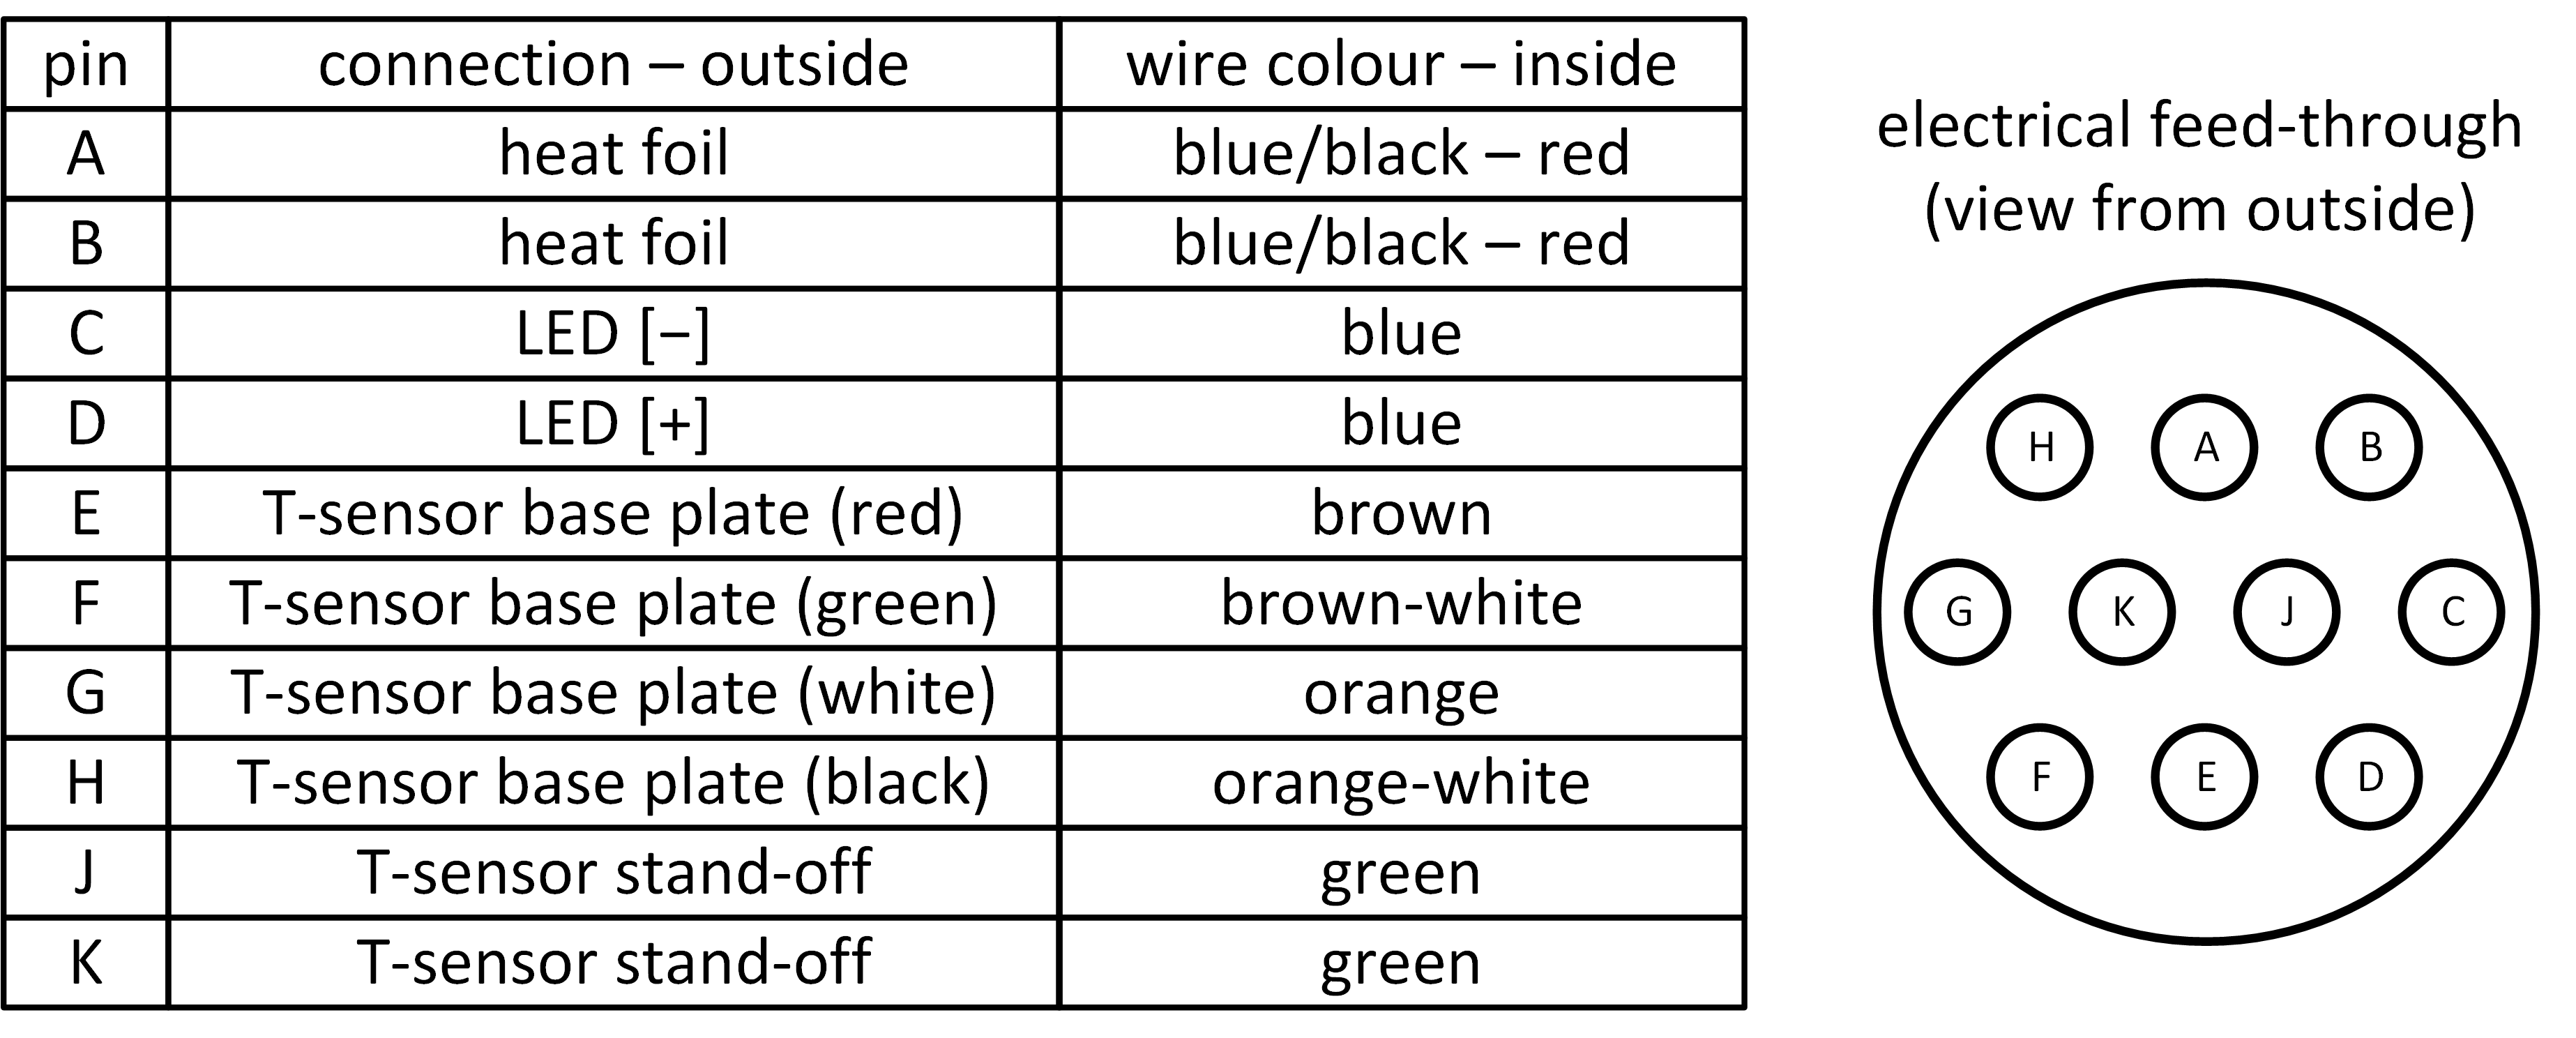 pin connection – outside wire colour – inside
A heat foil blue/black – red
B heat foil blue/black – red
C LED [−] blue
D LED [+] blue
E T-sensor base plate (red) brown
F T-sensor base plate (green) brown-white
G T-sensor base plate (white) orange
H T-sensor base plate (black) orange-white
J T-sensor stand-off green
K T-sensor stand-off green
electrical feed-through
(view from outside)
H A B
G K J C
F E D